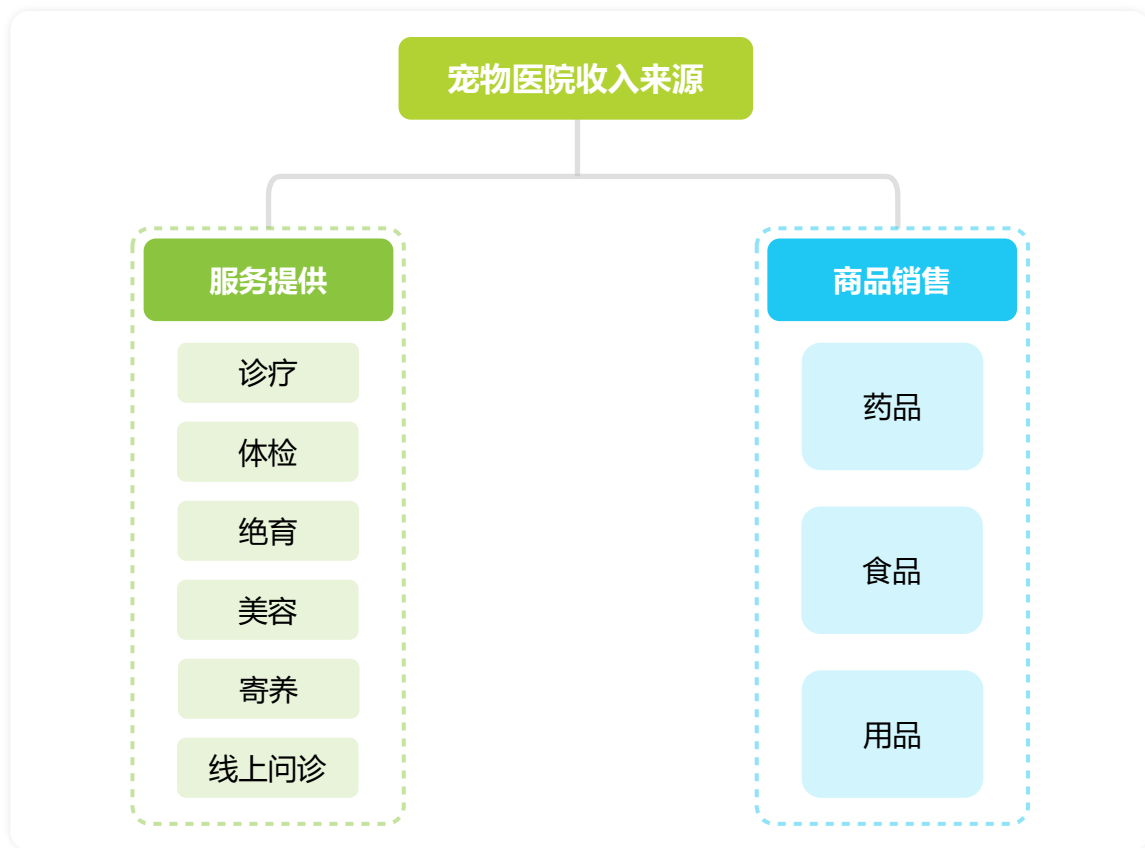 宠物医院收入来源
服务提供
诊疗
体检
绝育
美容
寄养
线上问诊
商品销售
药品
食品
用品